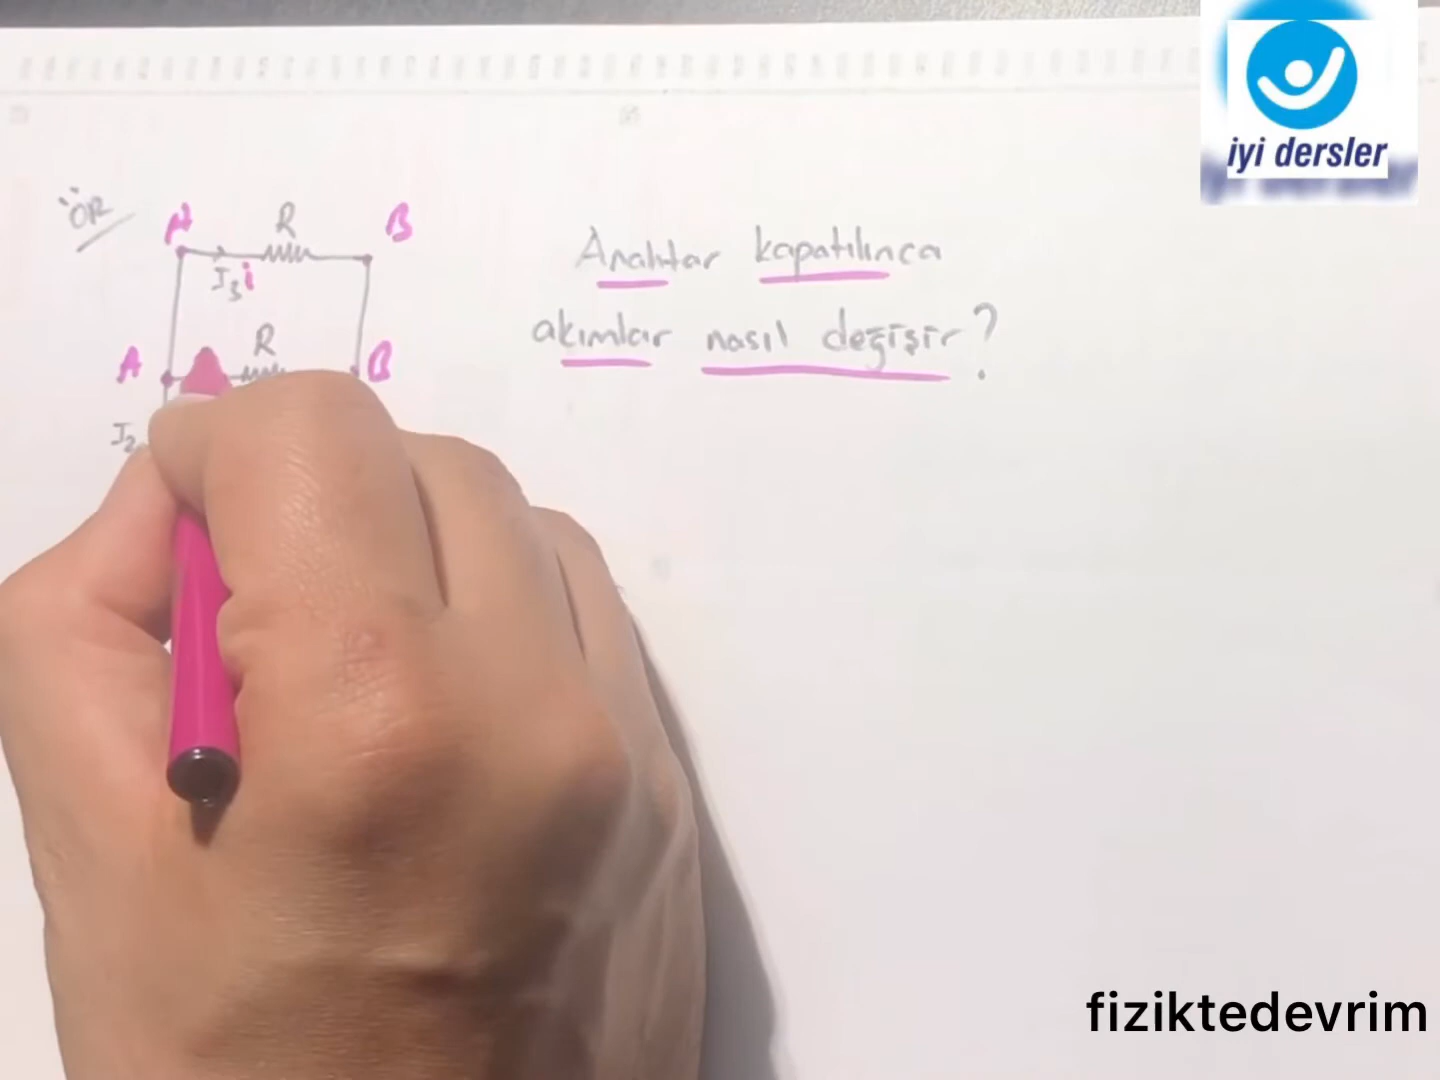 iyi dersler
ÖR
A R B
I₃ i
Anahtar kapatılınca
akımlar nasıl değişir?
A R B
I₂
fiziktedevrim